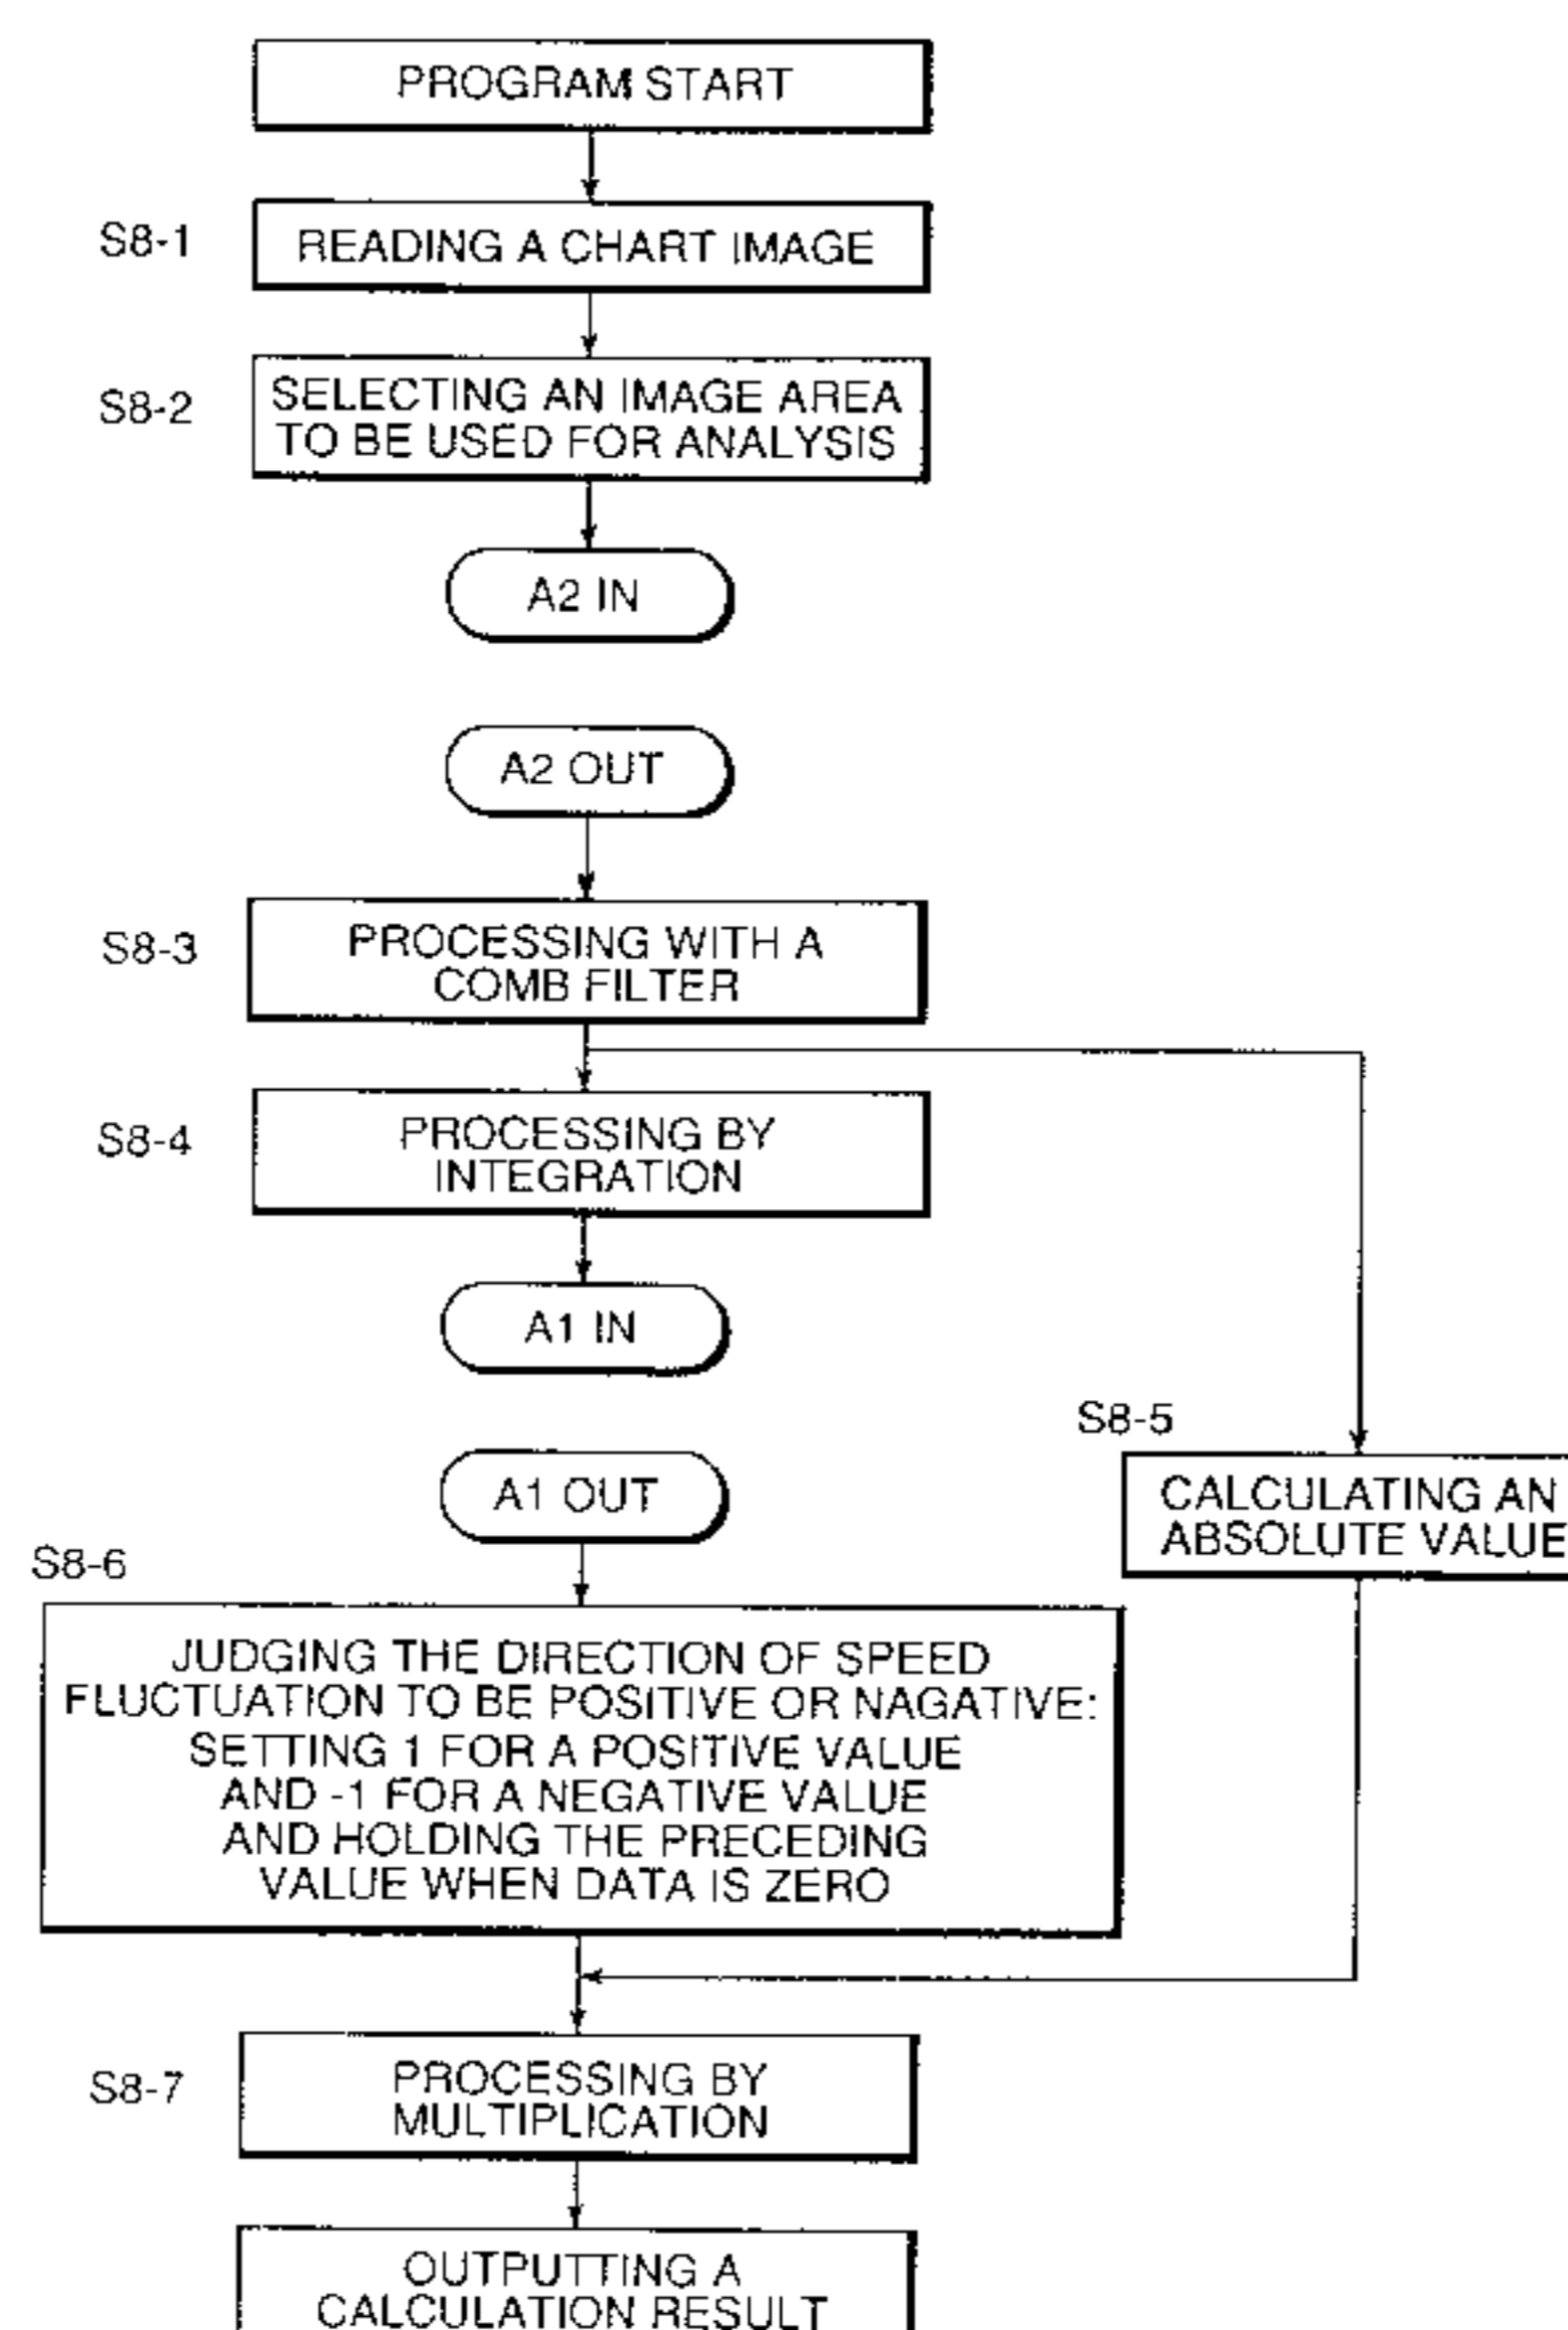 PROGRAM START
S8-1
READING A CHART IMAGE
S8-2
SELECTING AN IMAGE AREA
TO BE USED FOR ANALYSIS
A2 IN
A2 OUT
S8-3
PROCESSING WITH A
COMB FILTER
S8-4
PROCESSING BY
INTEGRATION
A1 IN
S8-5
CALCULATING AN
ABSOLUTE VALUE
A1 OUT
S8-6
JUDGING THE DIRECTION OF SPEED
FLUCTUATION TO BE POSITIVE OR NAGATIVE:
SETTING 1 FOR A POSITIVE VALUE
AND -1 FOR A NEGATIVE VALUE
AND HOLDING THE PRECEDING
VALUE WHEN DATA IS ZERO
S8-7
PROCESSING BY
MULTIPLICATION
OUTPUTTING A
CALCULATION RESULT